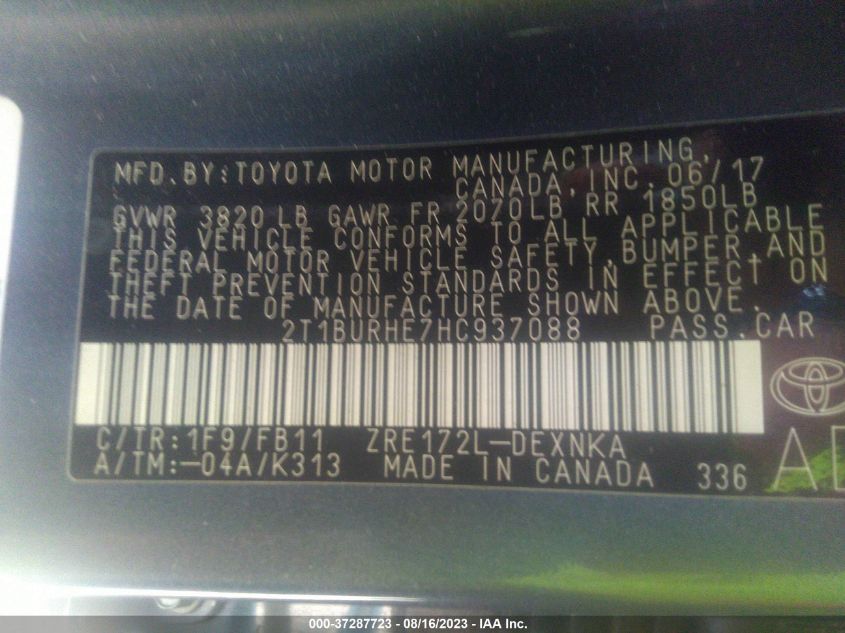 MFD.BY:TOYOTA MOTOR MANUFACTURING,
CANADA,INC. 06/17
GVWR 3820 LB GAWR FR 2070LB RR 1850LB
THIS VEHICLE CONFORMS TO ALL APPLICABLE
FEDERAL MOTOR VEHICLE SAFETY,BUMPER,AND
THEFT PREVENTION STANDARDS IN EFFECT ON
THE DATE OF MANUFACTURE SHOWN ABOVE.
2T1BURHE7HC937088 PASS.CAR
C/TR:1F9/FB11 ZRE172L-DEXNKA
A/TM:-04A/K313 MADE IN CANADA 336
000-37287723 - 08/16/2023 - IAA Inc.